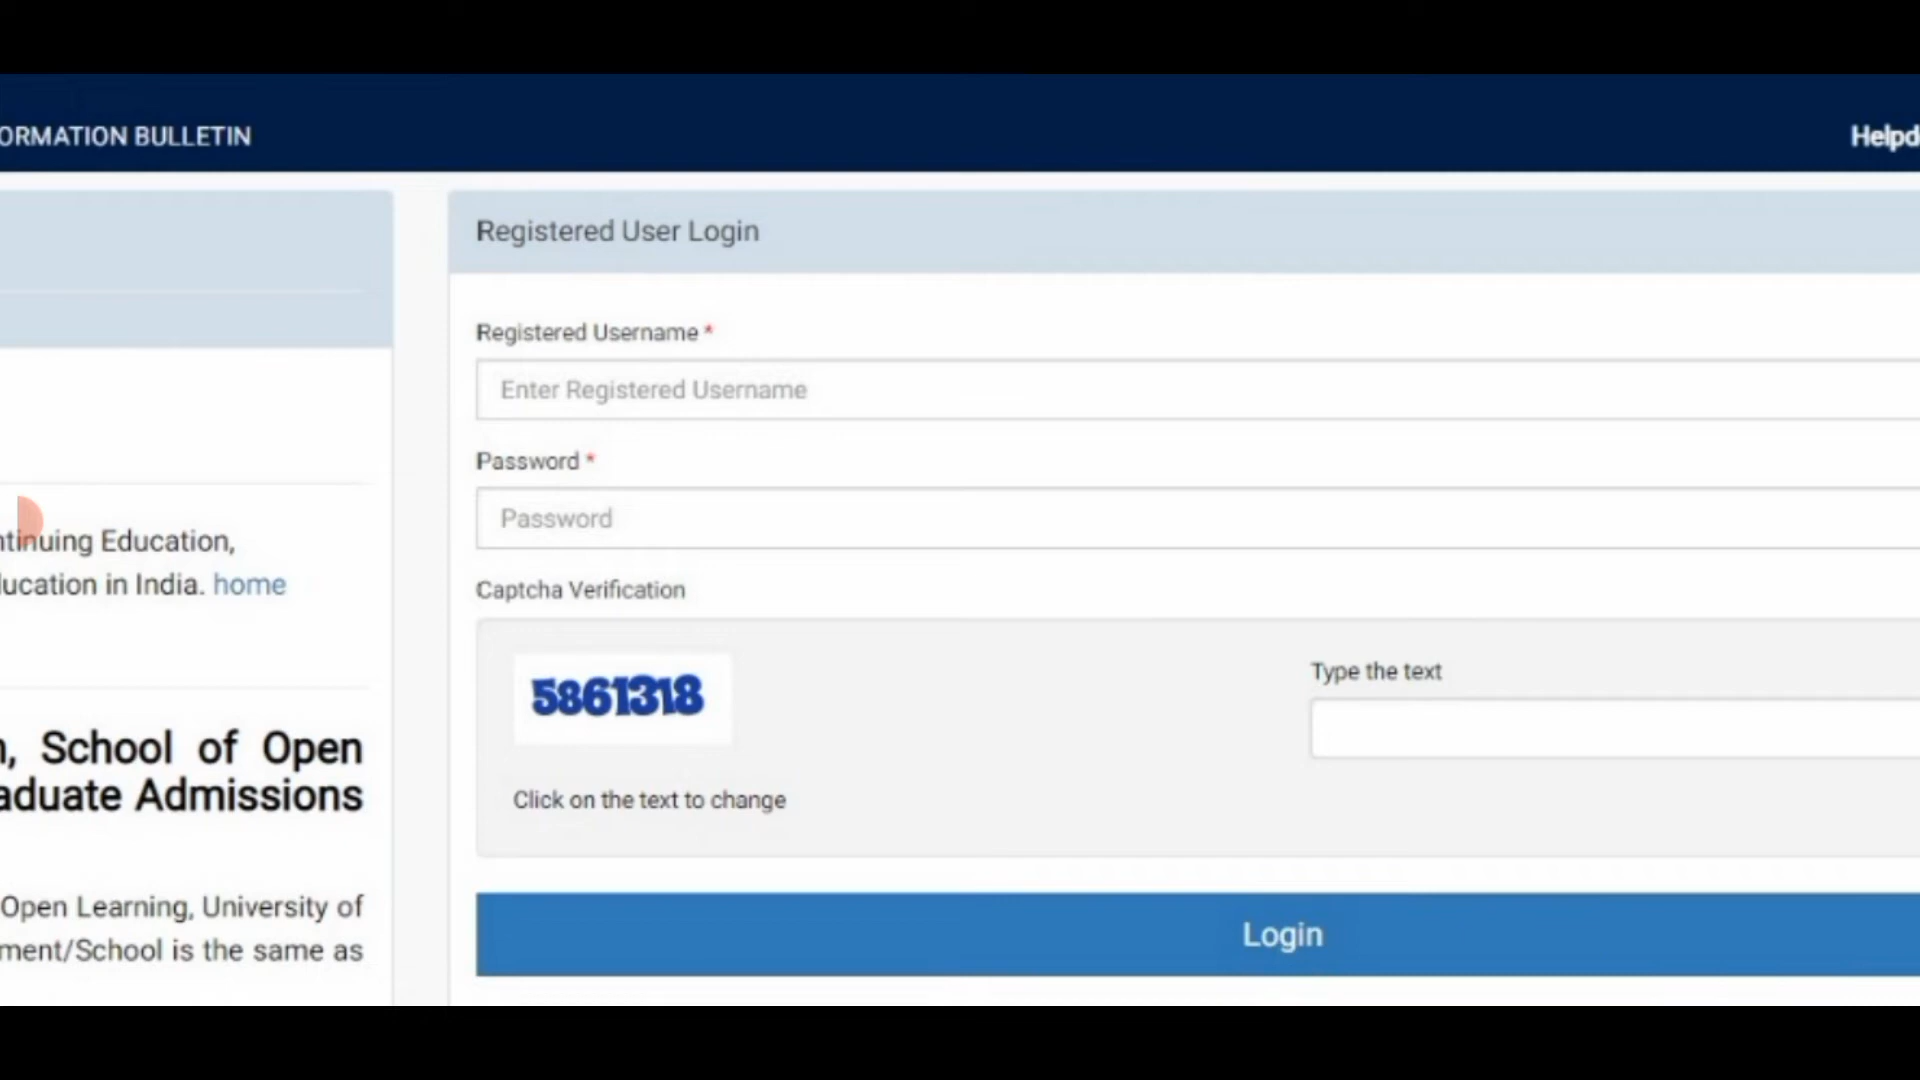 ORMATION BULLETIN
Helpd
Registered User Login
Registered Username *
Enter Registered Username
Password *
Password
Captcha Verification
5861318
Type the text
Click on the text to change
Login
ntinuing Education,
lucation in India. home
n, School of Open
aduate Admissions
Open Learning, University of
ment/School is the same as